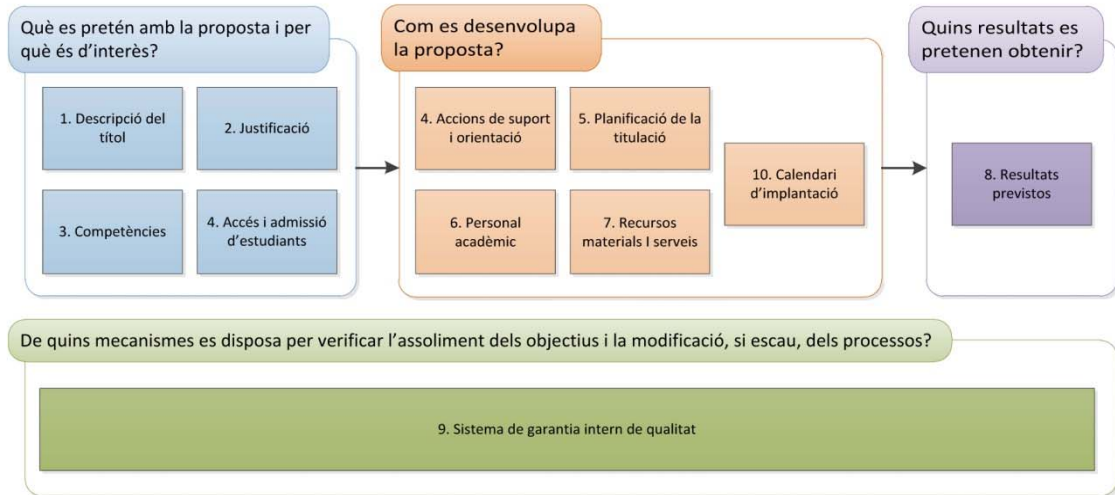 Què es pretén amb la proposta i per
què és d'interès?
1. Descripció del
títol
2. Justificació
3. Competències
4. Accés i admissió
d'estudiants
Com es desenvolupa
la proposta?
4. Accions de suport
i orientació
5. Planificació de la
titulació
6. Personal
acadèmic
7. Recursos
materials I serveis
10. Calendari
d'implantació
Quins resultats es
pretenen obtenir?
8. Resultats
previstos
De quins mecanismes es disposa per verificar l'assoliment dels objectius i la modificació, si escau, dels processos?
9. Sistema de garantia intern de qualitat